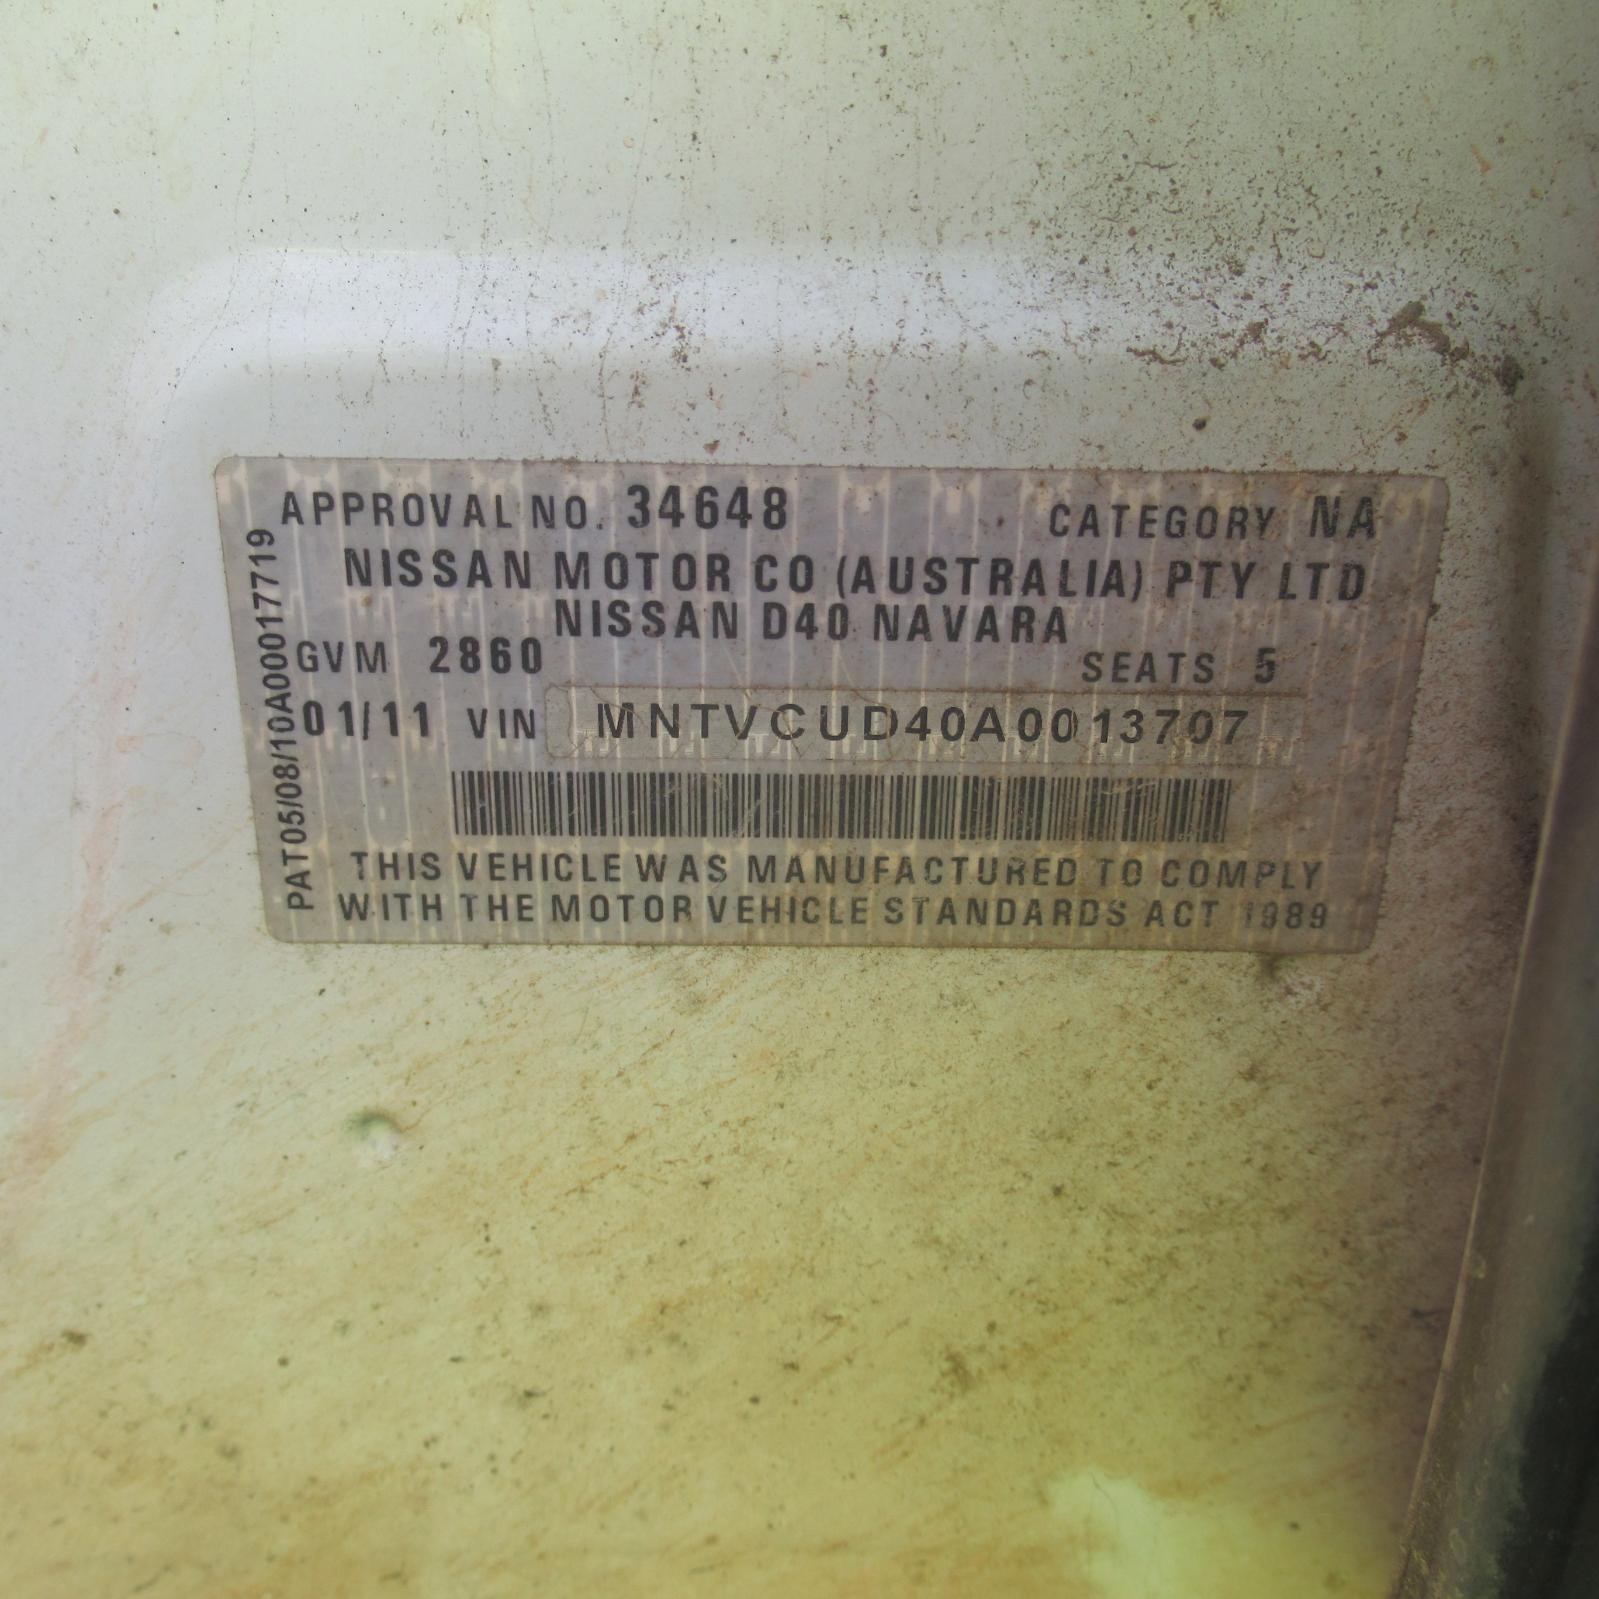 APPROVAL NO. 34648 CATEGORY NA
NISSAN MOTOR CO (AUSTRALIA) PTY LTD
NISSAN D40 NAVARA
GVM 2860 SEATS 5
01/11 VIN MNTVCUD40A0013707
THIS VEHICLE WAS MANUFACTURED TO COMPLY
WITH THE MOTOR VEHICLE STANDARDS ACT 1989
PAT05/08/10A00017719